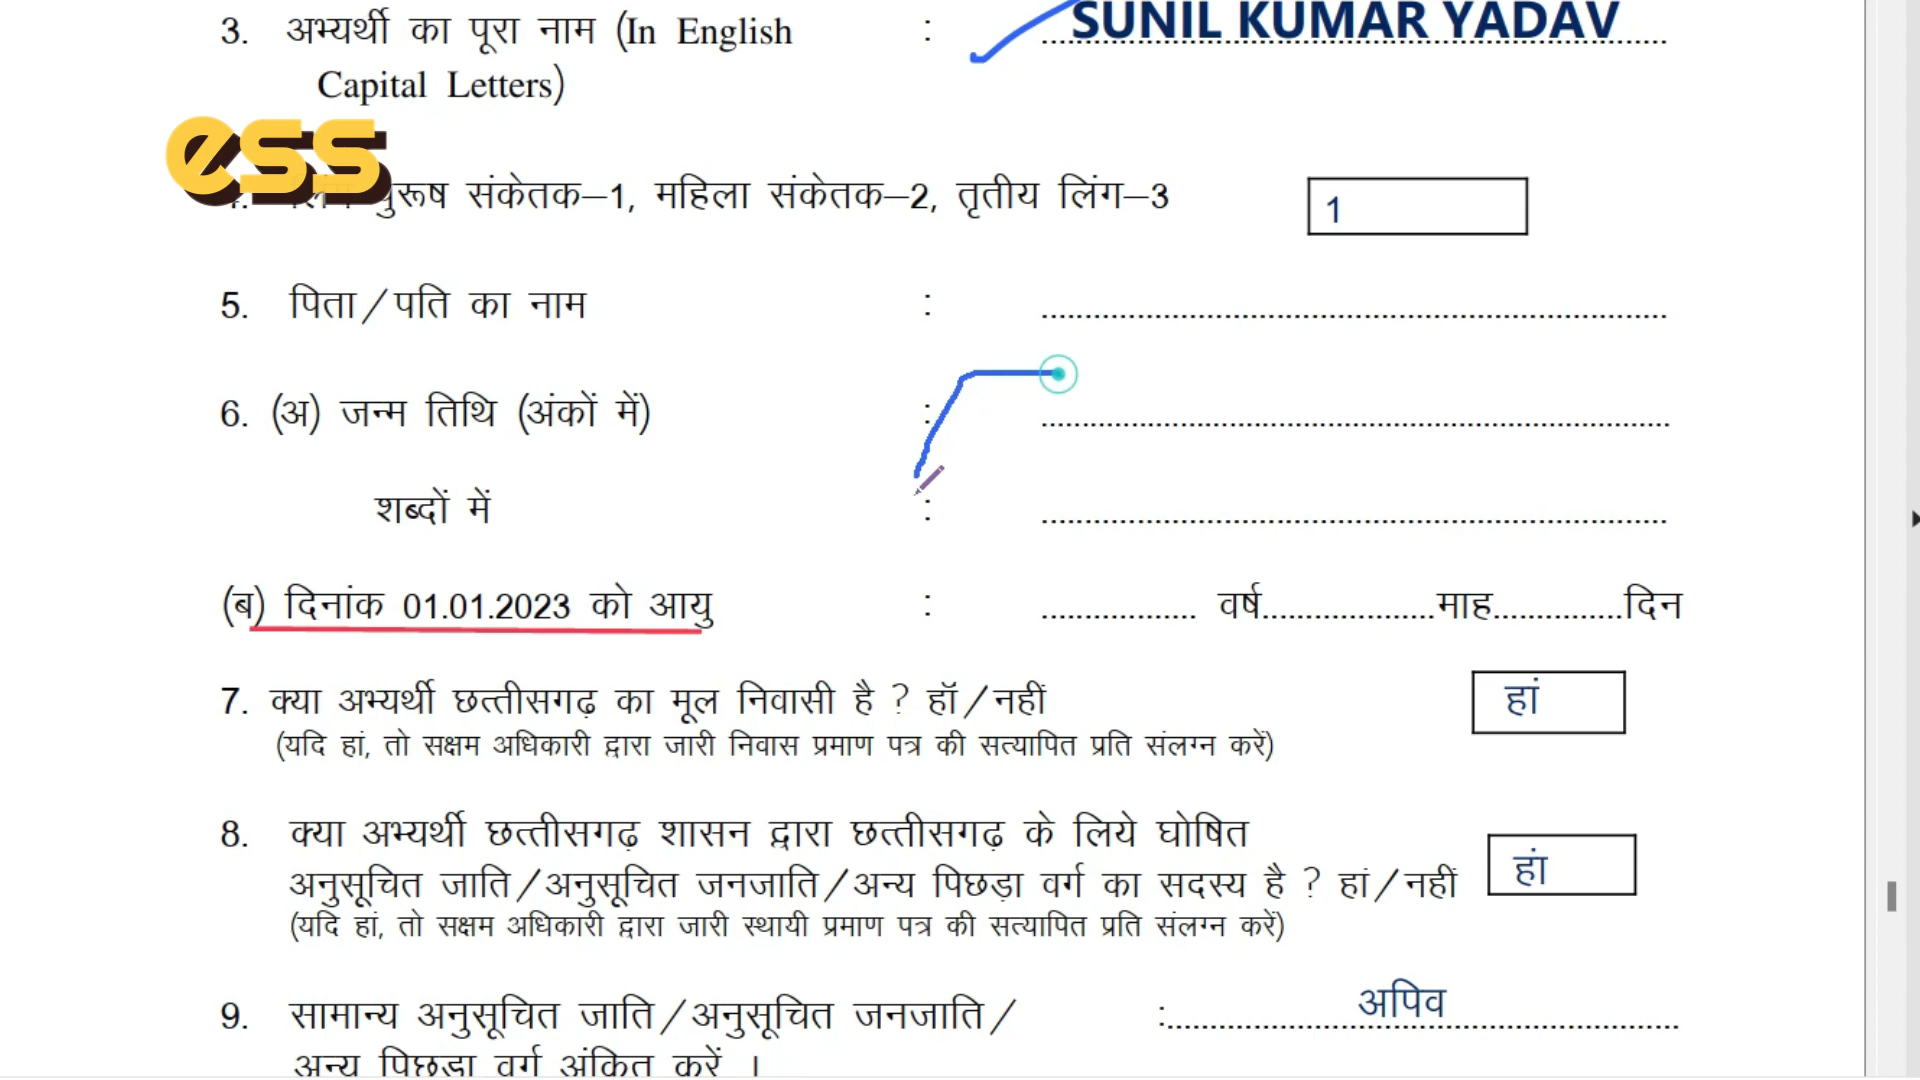 3. अभ्यर्थी का पूरा नाम (In English : SUNIL KUMAR YADAV
Capital Letters)
ess
पुरूष संकेतक–1, महिला संकेतक–2, तृतीय लिंग–3 1
5. पिता/पति का नाम : ........................
6. (अ) जन्म तिथि (अंकों में) : ........................
शब्दों में : ........................
(ब) दिनांक 01.01.2023 को आयु : ................. वर्ष....................माह...............दिन
7. क्या अभ्यर्थी छत्तीसगढ़ का मूल निवासी है ? हॉ/नहीं हां
(यदि हां, तो सक्षम अधिकारी द्वारा जारी निवास प्रमाण पत्र की सत्यापित प्रति संलग्न करें)
8. क्या अभ्यर्थी छत्तीसगढ़ शासन द्वारा छत्तीसगढ़ के लिये घोषित
अनुसूचित जाति/अनुसूचित जनजाति/अन्य पिछड़ा वर्ग का सदस्य है ? हां/नहीं हां
(यदि हां, तो सक्षम अधिकारी द्वारा जारी स्थायी प्रमाण पत्र की सत्यापित प्रति संलग्न करें)
9. सामान्य अनुसूचित जाति/अनुसूचित जनजाति/ :........अपिव........
अन्य पिछड़ा वर्ग अंकित करें ।